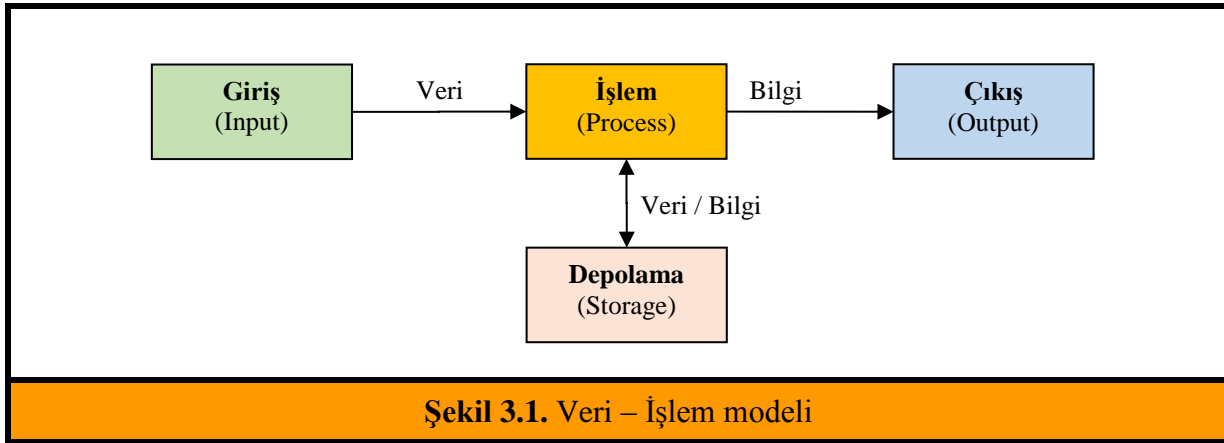 Giriş
(Input)
Veri
İşlem
(Process)
Bilgi
Çıkış
(Output)
Veri / Bilgi
Depolama
(Storage)
Şekil 3.1. Veri – İşlem modeli